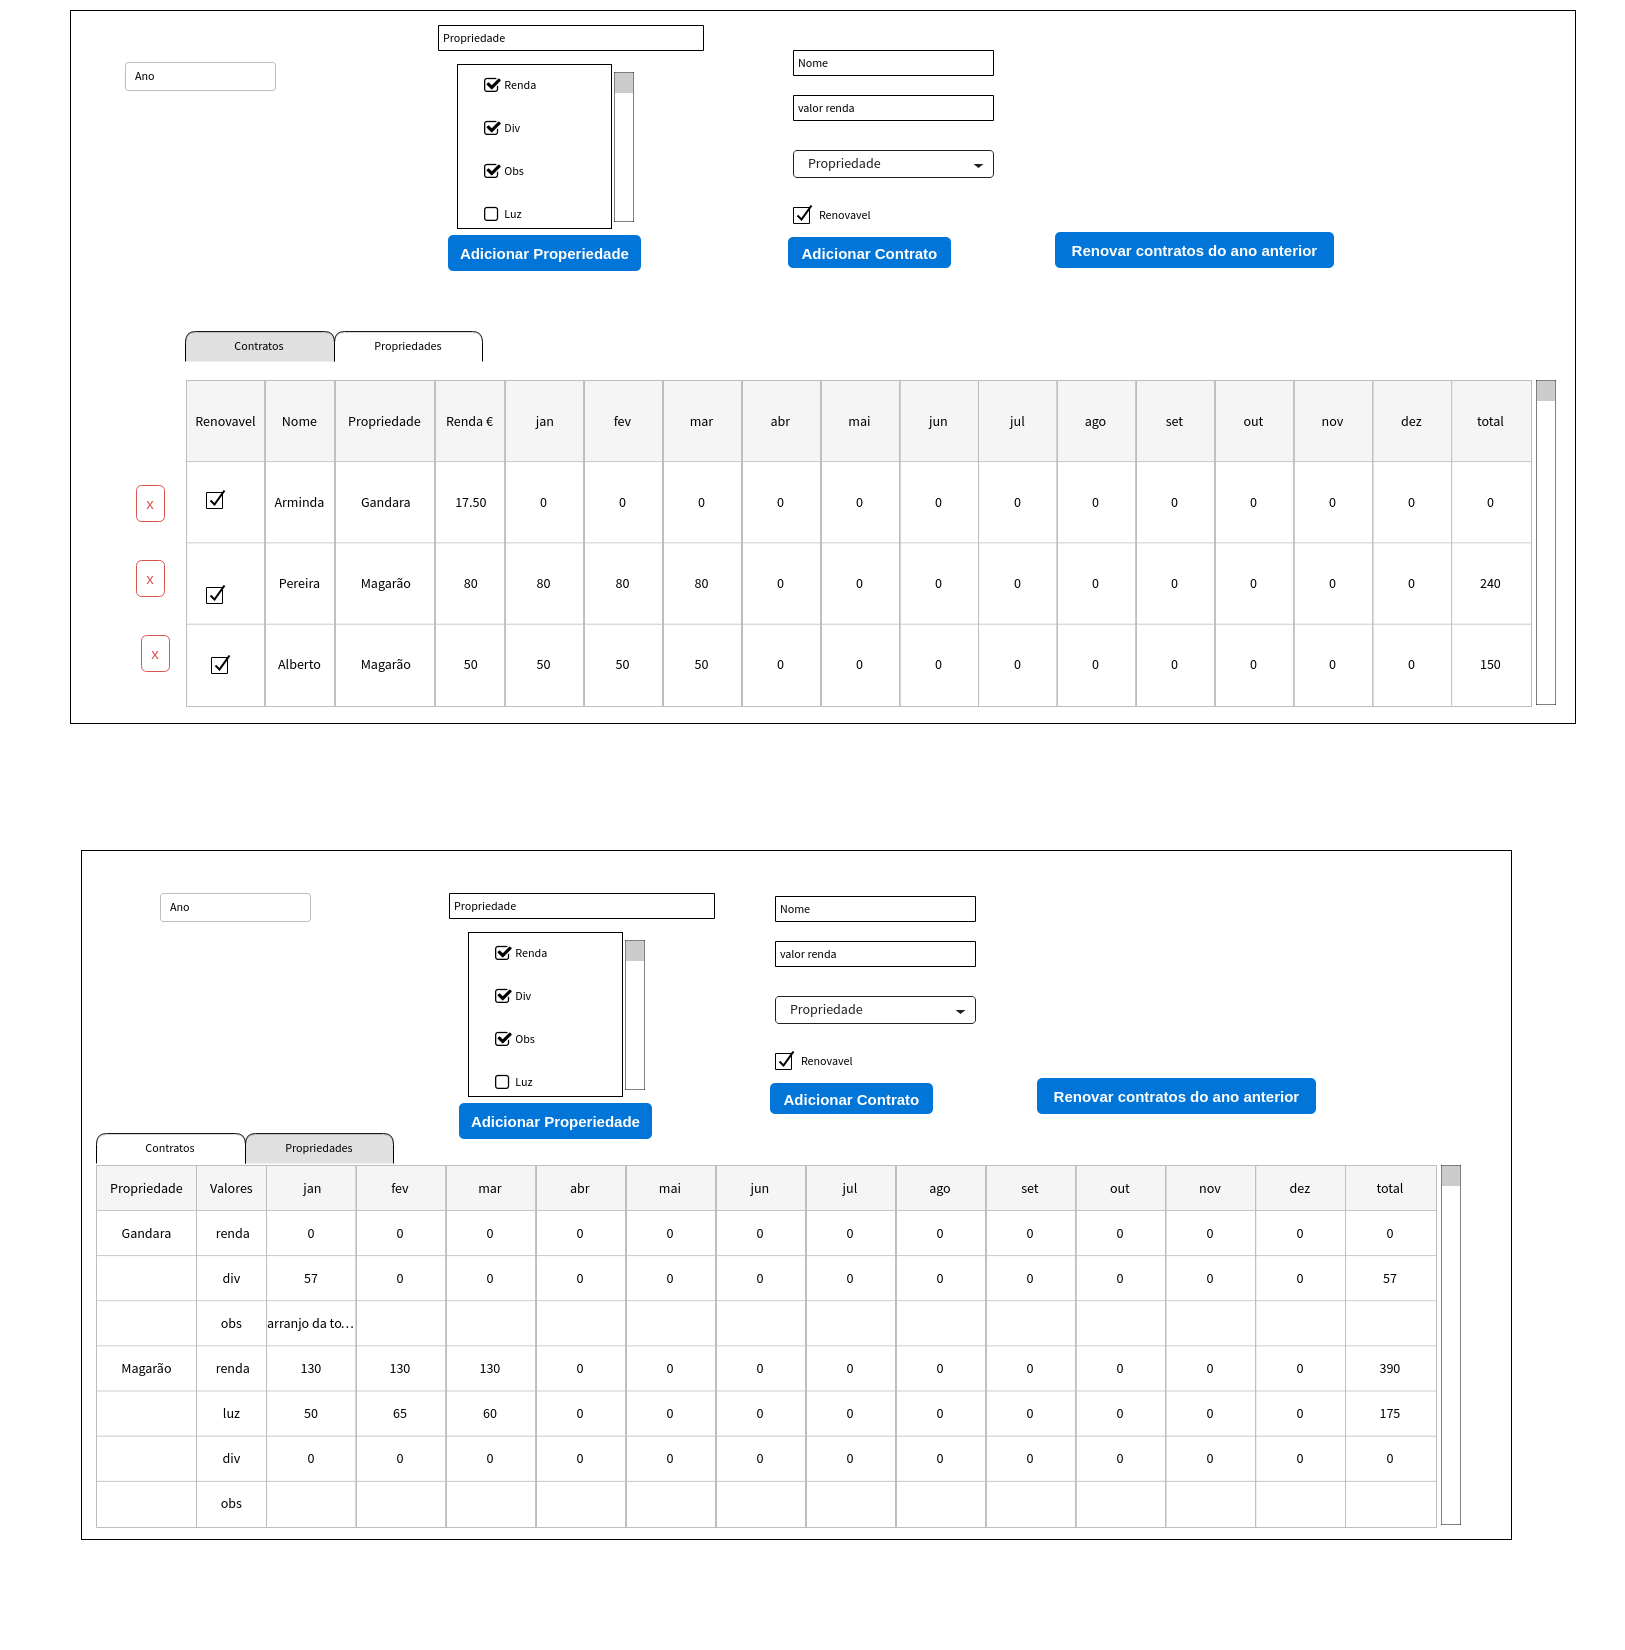 Propriedade
Ano
Nome
valor renda
Propriedade
Renda
Div
Obs
Luz
Renovavel
Adicionar Properiedade
Adicionar Contrato
Renovar contratos do ano anterior
Contratos Propriedades
Renovavel Nome Propriedade Renda € jan fev mar abr mai jun jul ago set out nov dez total
x Arminda Gandara 17.50 0 0 0 0 0 0 0 0 0 0 0 0 0
x Pereira Magarão 80 80 80 80 0 0 0 0 0 0 0 0 0 240
x Alberto Magarão 50 50 50 50 0 0 0 0 0 0 0 0 0 150
Ano
Propriedade
Nome
valor renda
Propriedade
Renda
Div
Obs
Luz
Renovavel
Adicionar Properiedade
Adicionar Contrato
Renovar contratos do ano anterior
Contratos Propriedades
Propriedade Valores jan fev mar abr mai jun jul ago set out nov dez total
Gandara renda 0 0 0 0 0 0 0 0 0 0 0 0 0
div 57 0 0 0 0 0 0 0 0 0 0 0 57
obs arranjo da to...
Magarão renda 130 130 130 0 0 0 0 0 0 0 0 0 390
luz 50 65 60 0 0 0 0 0 0 0 0 0 175
div 0 0 0 0 0 0 0 0 0 0 0 0 0
obs